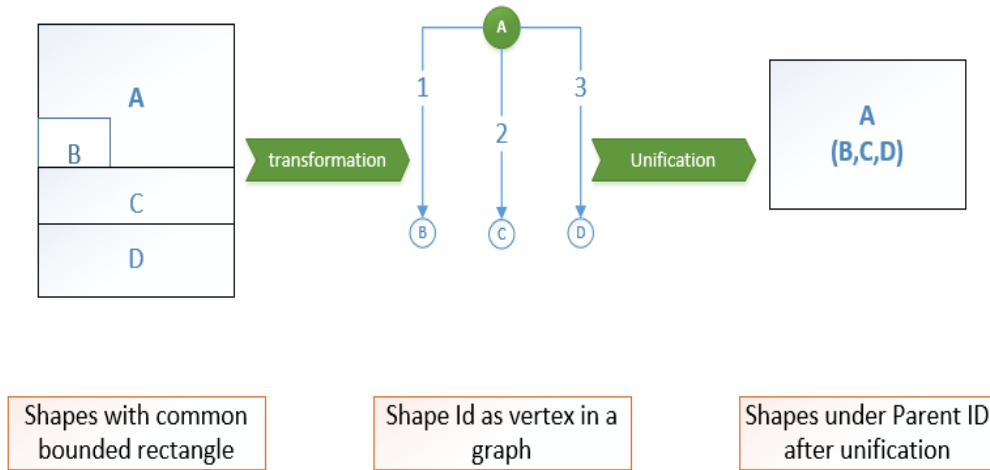 A
B
C
D
transformation
A
1
2
3
B
C
D
Unification
A
(B,C,D)
Shapes with common
bounded rectangle
Shape Id as vertex in a
graph
Shapes under Parent ID
after unification